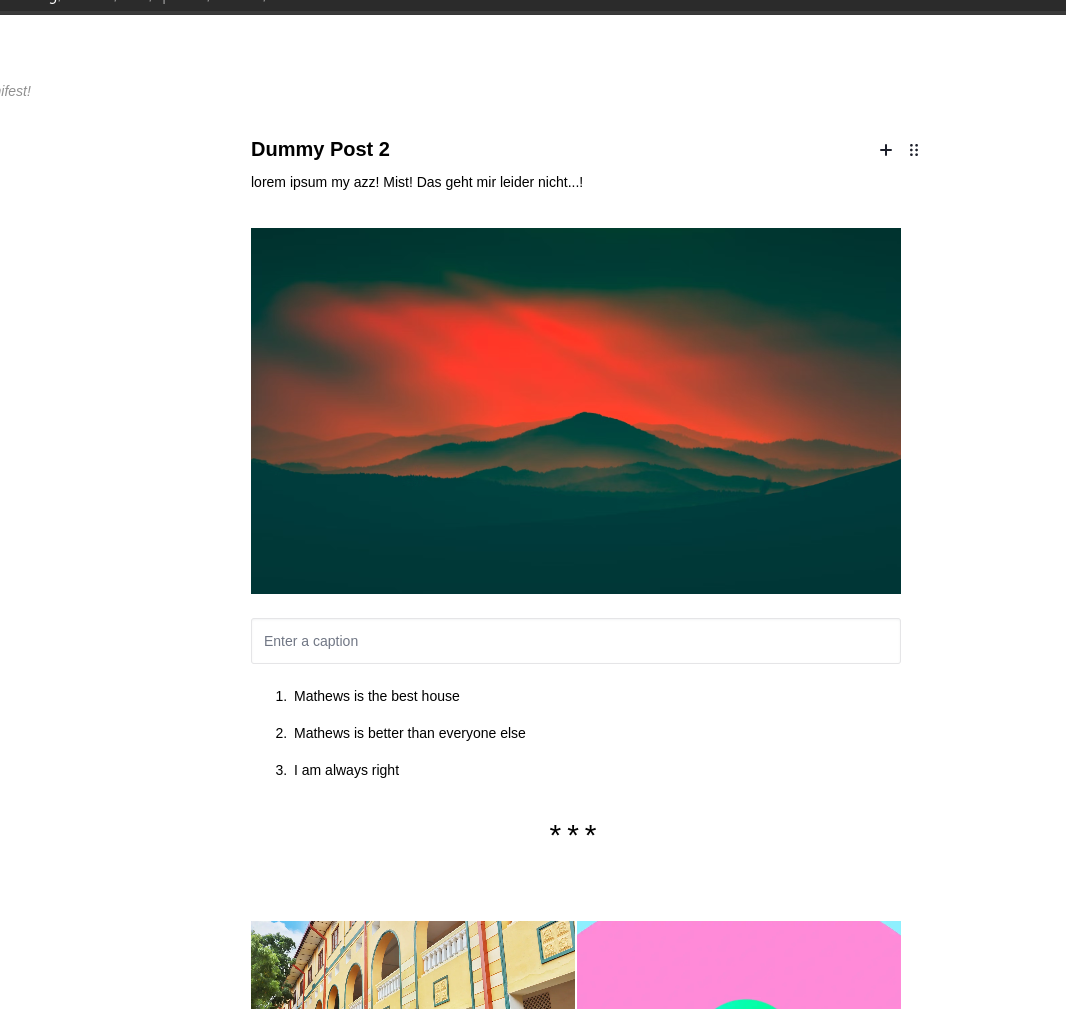 ifest!
Dummy Post 2
lorem ipsum my azz! Mist! Das geht mir leider nicht...!
Enter a caption
1. Mathews is the best house
2. Mathews is better than everyone else
3. I am always right
***